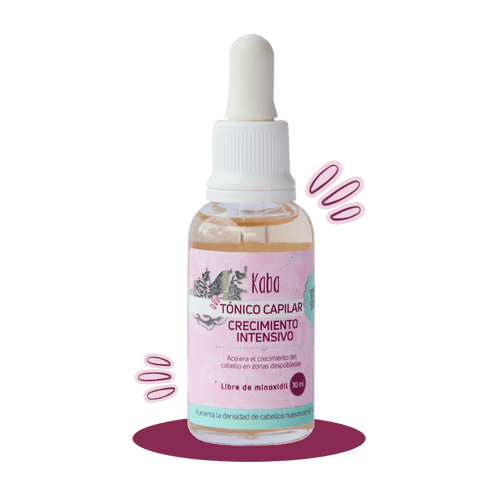 Kaba
TÓNICO CAPILAR
CRECIMIENTO
INTENSIVO
Acelera el crecimiento del
cabello en zonas despobladas
Libre de minoxidil 30 ml
Aumenta la densidad de cabellos nuevos en